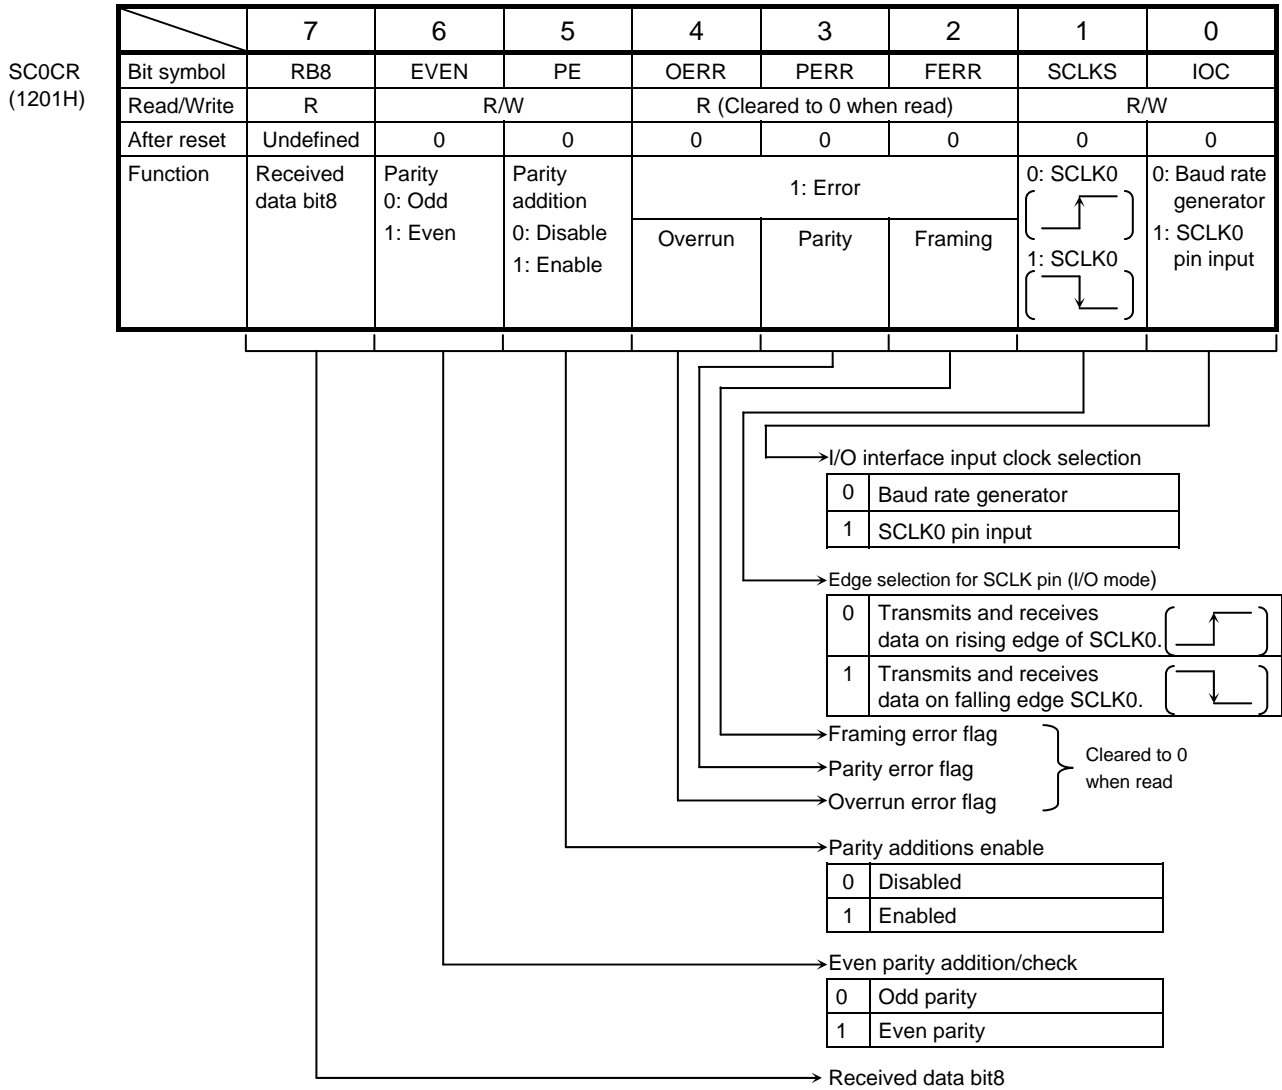 7 6 5 4 3 2 1 0
SC0CR
(1201H)
Bit symbol RB8 EVEN PE OERR PERR FERR SCLKS IOC
Read/Write R R/W R (Cleared to 0 when read) R/W
After reset Undefined 0 0 0 0 0 0 0
Function
Received
data bit8
Parity
0: Odd
1: Even
Parity
addition
0: Disable
1: Enable
1: Error
Overrun Parity Framing
0: SCLK0
1: SCLK0
0: Baud rate
generator
1: SCLK0
pin input
I/O interface input clock selection
0 Baud rate generator
1 SCLK0 pin input
Edge selection for SCLK pin (I/O mode)
0 Transmits and receives
data on rising edge of SCLK0.
1 Transmits and receives
data on falling edge SCLK0.
Framing error flag
Parity error flag
Overrun error flag
Cleared to 0
when read
Parity additions enable
0 Disabled
1 Enabled
Even parity addition/check
0 Odd parity
1 Even parity
Received data bit8